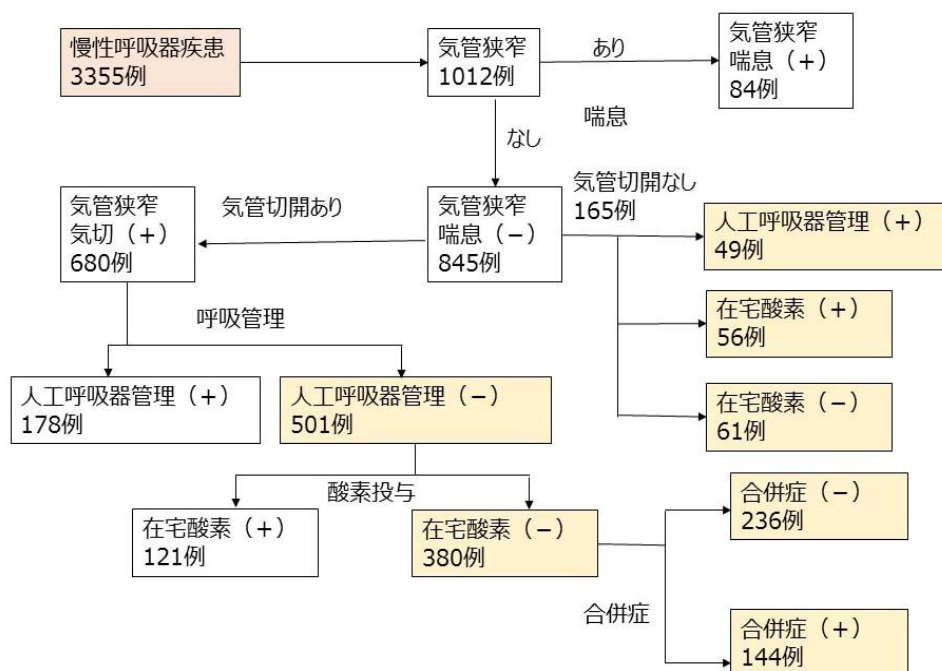 慢性呼吸器疾患
3355例
気管狭窄
1012例
あり
気管狭窄
喘息（+）
84例
なし
喘息
気管狭窄
気切（+）
680例
気管切開あり
気管狭窄
喘息（−）
845例
気管切開なし
165例
人工呼吸器管理（+）
49例
在宅酸素（+）
56例
在宅酸素（−）
61例
呼吸管理
人工呼吸器管理（+）
178例
人工呼吸器管理（−）
501例
酸素投与
在宅酸素（+）
121例
在宅酸素（−）
380例
合併症（−）
236例
合併症
合併症（+）
144例